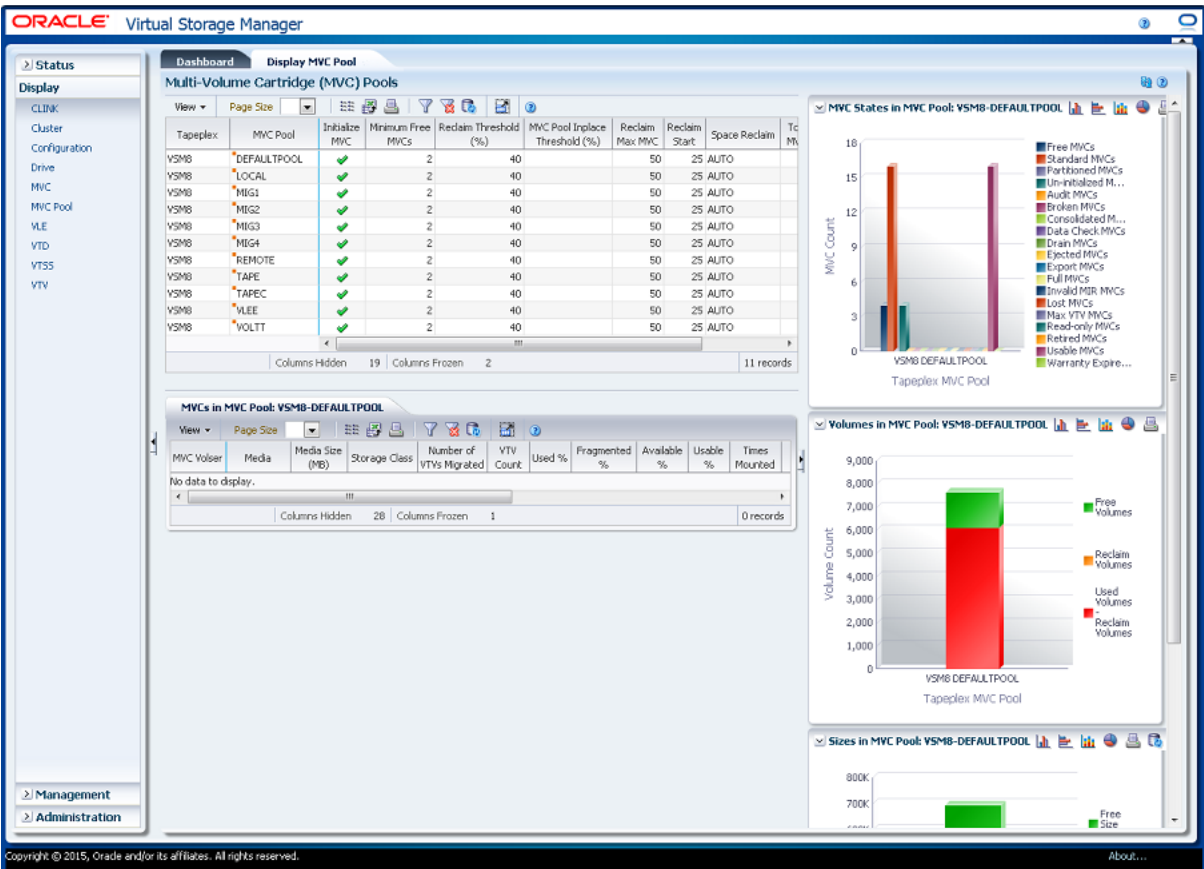 ORACLE® Virtual Storage Manager
Status
Display
CLINK
Cluster
Configuration
Drive
MVC
MVC Pool
VLE
VTD
VTSS
VTV
Management
Administration
Dashboard Display MVC Pool
Multi-Volume Cartridge (MVC) Pools
View Page Size
Tapeplex MVC Pool Initialize MVC Minimum Free MVCs Reclaim Threshold (%) MVC Pool Inplace Threshold (%) Reclaim Max MVC Reclaim Start Space Reclaim
VSM8 DEFAULTPOOL 2 40 50 25 AUTO
VSM8 LOCAL 2 40 50 25 AUTO
VSM8 MIG1 2 40 50 25 AUTO
VSM8 MIG2 2 40 50 25 AUTO
VSM8 MIG3 2 40 50 25 AUTO
VSM8 MIG4 2 40 50 25 AUTO
VSM8 REMOTE 2 40 50 25 AUTO
VSM8 TAPE 2 40 50 25 AUTO
VSM8 TAPEC 2 40 50 25 AUTO
VSM8 VLEE 2 40 50 25 AUTO
VSM8 VOLTT 2 40 50 25 AUTO
Columns Hidden 19 Columns Frozen 2 11 records
MVCs in MVC Pool: VSM8-DEFAULTPOOL
View Page Size
MVC Volser Media Media Size (MB) Storage Class Number of VTVs Migrated VTV Count Used % Fragmented % Available % Usable % Times Mounted
No data to display.
Columns Hidden 28 Columns Frozen 1 0 records
MVC States in MVC Pool: VSM8-DEFAULTPOOL
MVC Count
18
15
12
9
6
3
0
VSM8 DEFAULTPOOL
Tapeplex MVC Pool
Free MVCs
Standard MVCs
Partitioned MVCs
Un-initialized M...
Audit MVCs
Broken MVCs
Consolidated M...
Data Check MVCs
Drain MVCs
Ejected MVCs
Export MVCs
Full MVCs
Invalid MIR MVCs
Lost MVCs
Max VTV MVCs
Read-only MVCs
Retired MVCs
Usable MVCs
Warranty Expire...
Volumes in MVC Pool: VSM8-DEFAULTPOOL
Volume Count
9,000
8,000
7,000
6,000
5,000
4,000
3,000
2,000
1,000
0
VSM8 DEFAULTPOOL
Tapeplex MVC Pool
Free
Volumes
Reclaim
Volumes
Used
Volumes
-
Reclaim
Volumes
Sizes in MVC Pool: VSM8-DEFAULTPOOL
800K
700K
Free
Size
Copyright © 2015, Oracle and/or its affiliates. All rights reserved.
About...